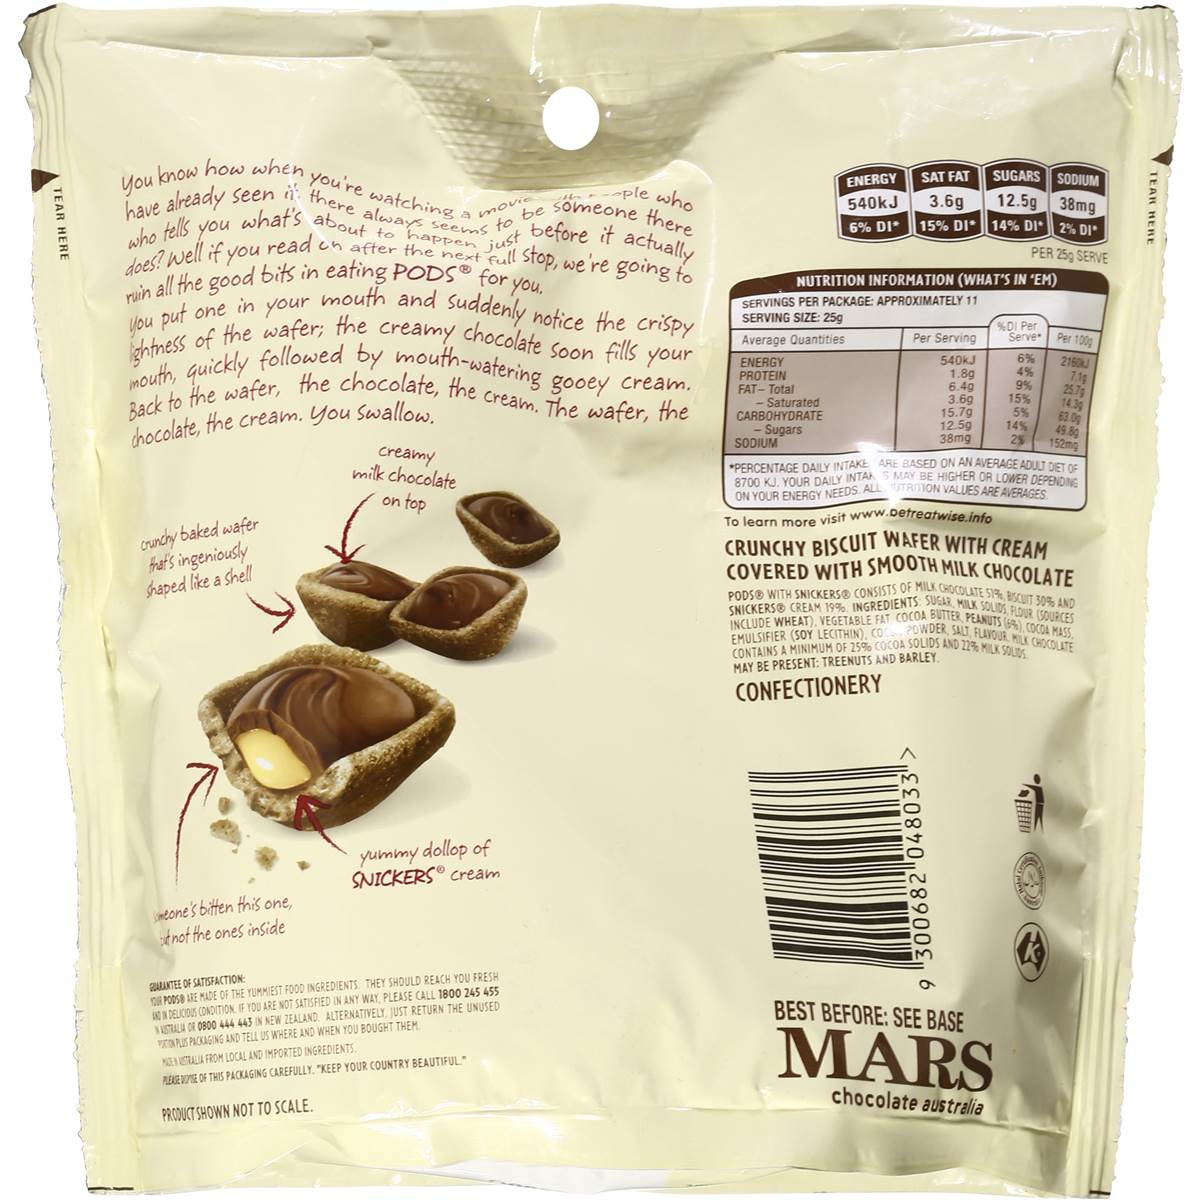 TEAR HERE
You know how when you're watching a movie who
have already seen it there always seems to be someone there
who tells you what's about to happen just before it actually
does? Well if you read on after the next full stop, we're going to
ruin all the good bits in eating PODS® for you.
You put one in your mouth and suddenly notice the crispy
lightness of the wafer; the creamy chocolate soon fills your
mouth, quickly followed by mouth-watering gooey cream.
Back to the wafer, the chocolate, the cream. The wafer, the
chocolate, the cream. You swallow.
creamy
milk chocolate
on top
crunchy baked wafer
that's ingeniously
shaped like a shell
yummy dollop of
SNICKERS® cream
someone's bitten this one,
but not the ones inside
GUARANTEE OF SATISFACTION:
YOUR PODS® ARE MADE OF THE YUMMIEST FOOD INGREDIENTS. THEY SHOULD REACH YOU FRESH
AND IN DELICIOUS CONDITION. IF YOU ARE NOT SATISFIED IN ANY WAY, PLEASE CALL 1800 245 455
IN AUSTRALIA OR 0800 444 443 IN NEW ZEALAND. ALTERNATIVELY, JUST RETURN THE UNUSED
PORTION PLUS PACKAGING AND TELL US WHERE AND WHEN YOU BOUGHT THEM.
MADE IN AUSTRALIA FROM LOCAL AND IMPORTED INGREDIENTS.
PLEASE DISPOSE OF THIS PACKAGING CAREFULLY. "KEEP YOUR COUNTRY BEAUTIFUL."
PRODUCT SHOWN NOT TO SCALE.
ENERGY SAT FAT SUGARS SODIUM
540kJ 3.6g 12.5g 38mg
6% DI* 15% DI* 14% DI* 2% DI*
PER 25g SERVE
NUTRITION INFORMATION (WHAT'S IN 'EM)
SERVINGS PER PACKAGE: APPROXIMATELY 11
SERVING SIZE: 25g
Average Quantities Per Serving %DI Per Serve* Per 100g
ENERGY 540kJ 6% 2160kJ
PROTEIN 1.8g 4% 7.1g
FAT- Total 6.4g 9% 25.7g
- Saturated 3.6g 15% 14.3g
CARBOHYDRATE 15.7g 5% 63.0g
- Sugars 12.5g 14% 49.8g
SODIUM 38mg 2% 152mg
*PERCENTAGE DAILY INTAKES ARE BASED ON AN AVERAGE ADULT DIET OF
8700 KJ. YOUR DAILY INTAKES MAY BE HIGHER OR LOWER DEPENDING
ON YOUR ENERGY NEEDS. ALL NUTRITION VALUES ARE AVERAGES.
To learn more visit www.betreatwise.info
CRUNCHY BISCUIT WAFER WITH CREAM
COVERED WITH SMOOTH MILK CHOCOLATE
PODS® WITH SNICKERS® CONSISTS OF MILK CHOCOLATE 51%, BISCUIT 30% AND
SNICKERS® CREAM 19%. INGREDIENTS: SUGAR, MILK SOLIDS, FLOUR (SOURCES
INCLUDE WHEAT), VEGETABLE FAT, COCOA BUTTER, PEANUTS (6%), COCOA MASS,
EMULSIFIER (SOY LECITHIN), COCOA POWDER, SALT, FLAVOUR. MILK CHOCOLATE
CONTAINS A MINIMUM OF 25% COCOA SOLIDS AND 22% MILK SOLIDS.
MAY BE PRESENT: TREENUTS AND BARLEY.
CONFECTIONERY
9 300682 048033 >
K
BEST BEFORE: SEE BASE
MARS
chocolate australia
TEAR HERE